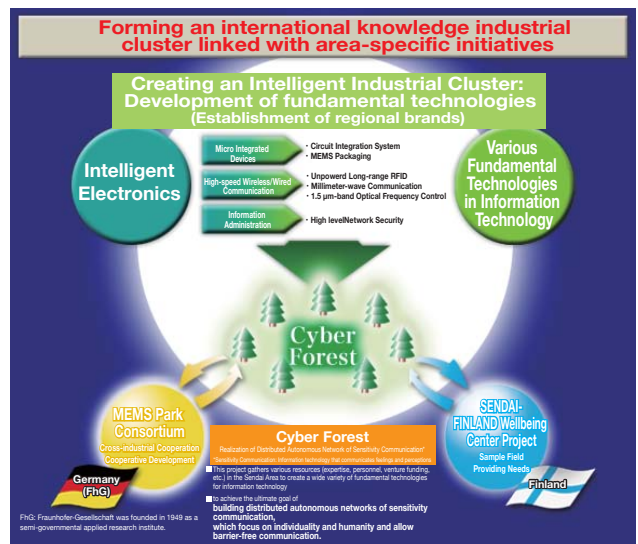 Forming an international knowledge industrial
cluster linked with area-specific initiatives
Creating an Intelligent Industrial Cluster:
Development of fundamental technologies
(Establishment of regional brands)
Intelligent
Electronics
Micro Integrated
Devices
・Circuit Integration System
・MEMS Packaging
High-speed Wireless/Wired
Communication
・Unpowerd Long-range RFID
・Millimeter-wave Communication
・1.5 μm-band Optical Frequency Control
Information
Administration
・High levelNetwork Security
Various
Fundamental
Technologies
in Information
Technology
Cyber
Forest
MEMS Park
Consortium
Cross-industrial Cooperation
Cooperative Development
Germany
(FhG)
SENDAI-
FINLAND Wellbeing
Center Project
Sample Field
Providing Needs
Finland
Cyber Forest
Realization of Distributed Autonomous Network of Sensitivity Communication*
*Sensitivity Communication: Information technology that communicates feelings and perceptions.
This project gathers various resources (expertise, personnel, venture funding,
etc.) in the Sendai Area to create a wide variety of fundamental technologies
for information technology
to achieve the ultimate goal of
building distributed autonomous networks of sensitivity
communication,
which focus on individuality and humanity and allow
barrier-free communication.
FhG: Fraunhofer-Gesellschaft was founded in 1949 as a
semi-governmental applied research institute.